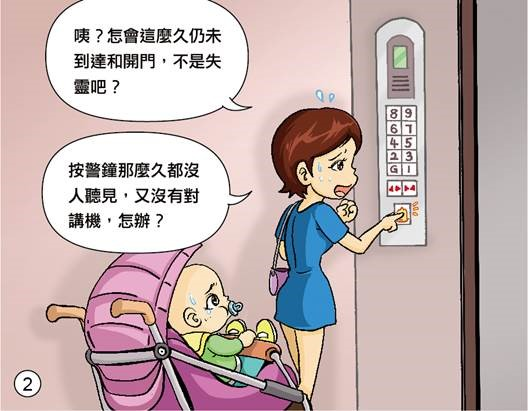 咦？怎會這麼久仍未
到達和開門，不是失
靈吧？
按警鐘那麼久都沒
人聽見，又沒有對
講機，怎辦？
8 9
6 7
4 5
2 3
G 1
2